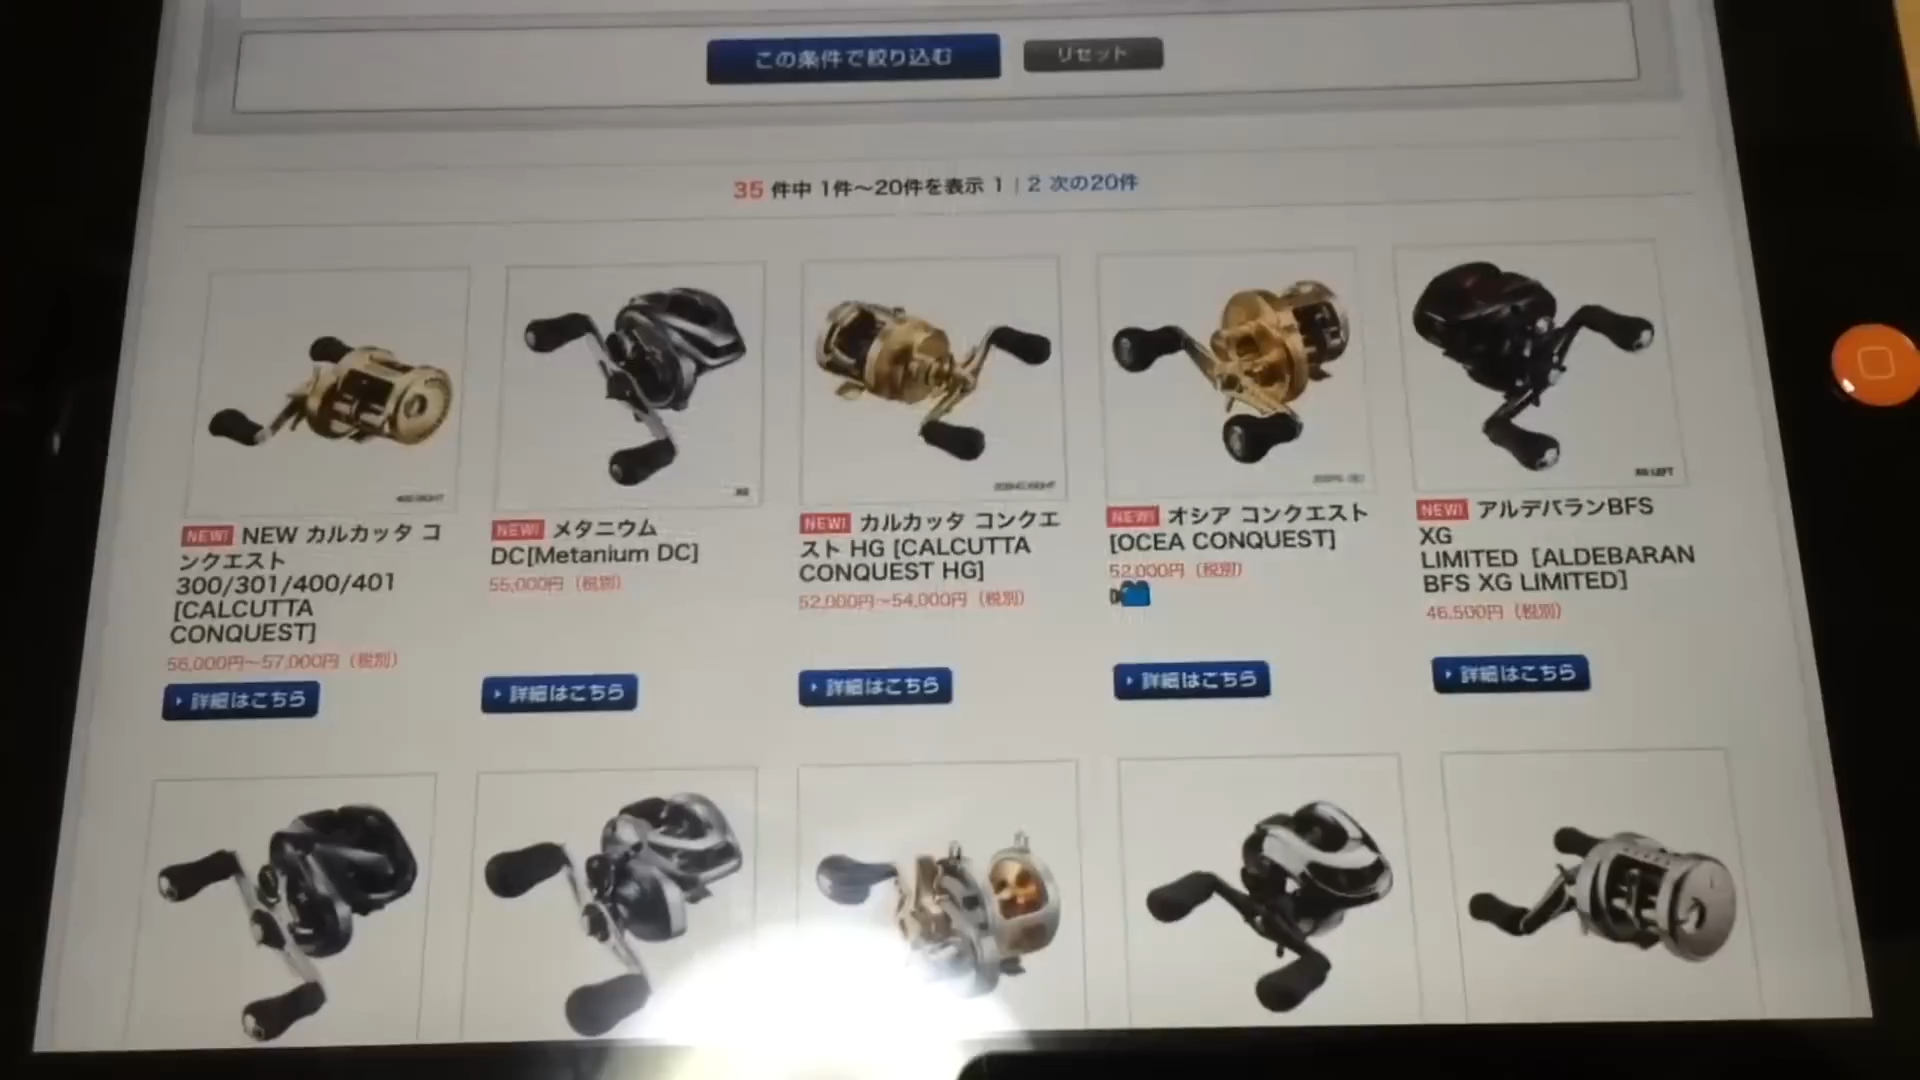 この条件で絞り込む
リセット
35 件中 1件～20件を表示 1 | 2 次の20件
NEW! NEW カルカッタ コ
ンクエスト
300/301/400/401
[CALCUTTA
CONQUEST]
56,000円～57,000円（税別）
詳細はこちら
NEW! メタニウム
DC[Metanium DC]
55,000円（税別）
詳細はこちら
NEW! カルカッタ コンクエ
スト HG [CALCUTTA
CONQUEST HG]
52,000円～54,000円（税別）
詳細はこちら
NEW! オシア コンクエスト
[OCEA CONQUEST]
52,000円（税別）
詳細はこちら
NEW! アルデバランBFS
XG
LIMITED［ALDEBARAN
BFS XG LIMITED］
46,500円（税別）
詳細はこちら